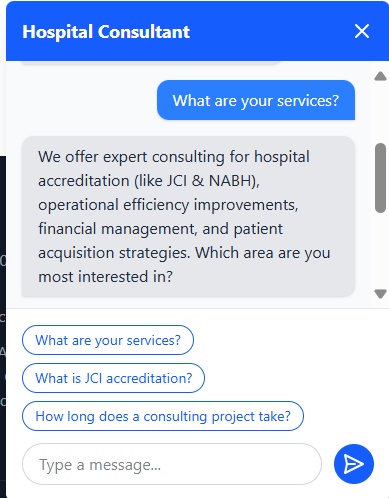 Hospital Consultant
What are your services?
We offer expert consulting for hospital
accreditation (like JCI & NABH),
operational efficiency improvements,
financial management, and patient
acquisition strategies. Which area are you
most interested in?
What are your services?
What is JCI accreditation?
How long does a consulting project take?
Type a message...